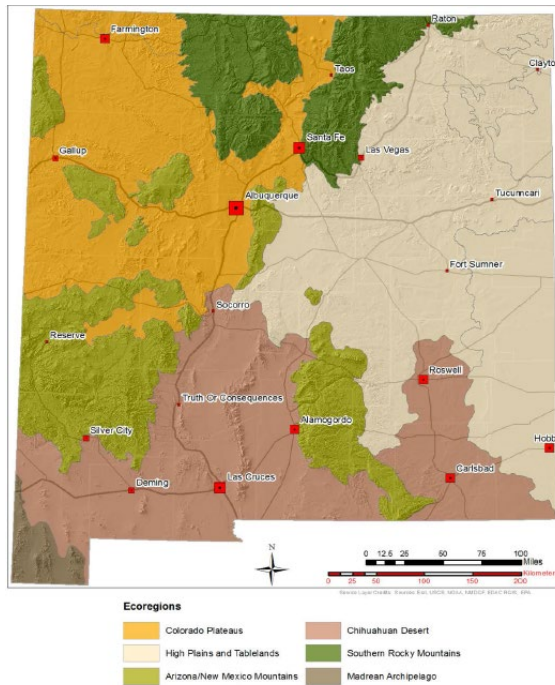 Raton
Farmington
Clayton
Taos
Santa Fe
Las Vegas
Gallup
Tucumcari
Albuquerque
Fort Sumner
Socorro
Reserve
Roswell
Truth Or Consequences
Alamogordo
Silver City
Hobb
Carlsbad
Las Cruces
Deming
N
0 12.5 25 50 75 100
Miles
Kilometer
0 25 50 100 150 200
Ecoregions
Colorado Plateaus
Chihuahuan Desert
High Plains and Tablelands
Southern Rocky Mountains
Arizona/New Mexico Mountains
Madrean Archipelago